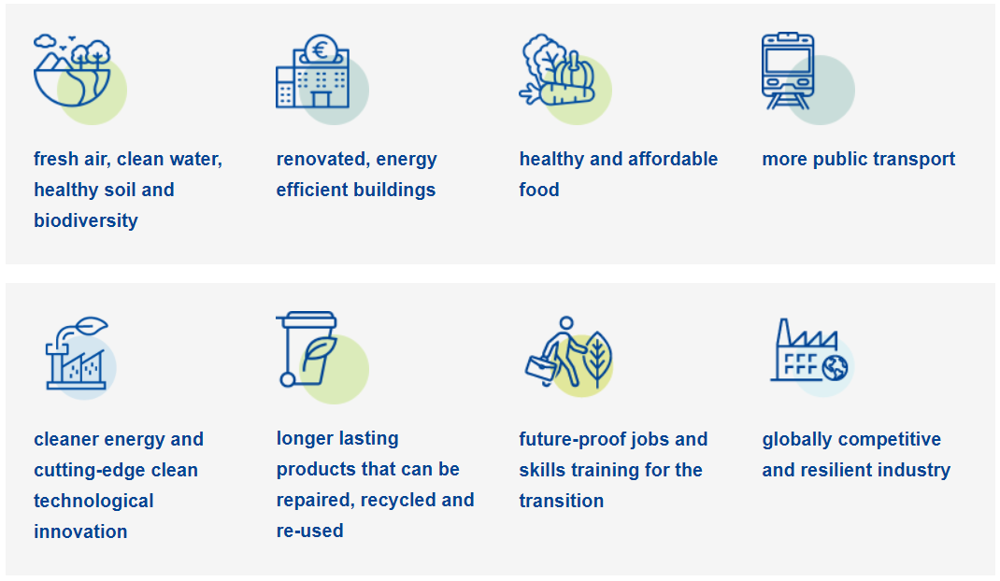 fresh air, clean water,
healthy soil and
biodiversity
renovated, energy
efficient buildings
healthy and affordable
food
more public transport
cleaner energy and
cutting-edge clean
technological
innovation
longer lasting
products that can be
repaired, recycled and
re-used
future-proof jobs and
skills training for the
transition
globally competitive
and resilient industry